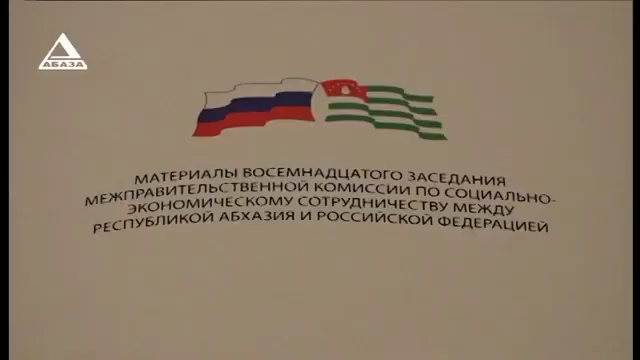 АБАЗА
МАТЕРИАЛЫ ВОСЕМНАДЦАТОГО ЗАСЕДАНИЯ
МЕЖПРАВИТЕЛЬСТВЕННОЙ КОМИССИИ ПО СОЦИАЛЬНО-
ЭКОНОМИЧЕСКОМУ СОТРУДНИЧЕСТВУ МЕЖДУ
РЕСПУБЛИКОЙ АБХАЗИЯ И РОССИЙСКОЙ ФЕДЕРАЦИЕЙ